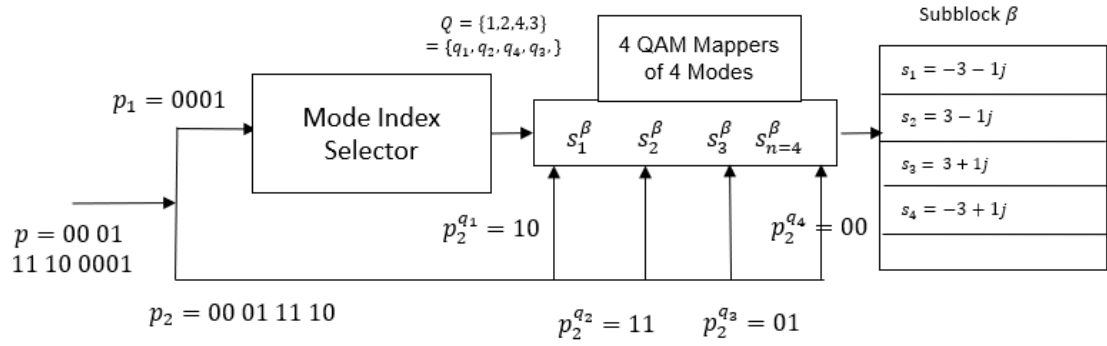 Subblock β
Q = {1,2,4,3}
= {q₁, q₂, q₄, q₃,}
4 QAM Mappers
of 4 Modes
p₁ = 0001
Mode Index
Selector
s₁^β s₂^β s₃^β s_{n=4}^β
s₁ = −3 − 1j
s₂ = 3 − 1j
s₃ = 3 + 1j
s₄ = −3 + 1j
p = 00 01
11 10 0001
p₂^{q₁} = 10
p₂^{q₄} = 00
p₂ = 00 01 11 10
p₂^{q₂} = 11
p₂^{q₃} = 01